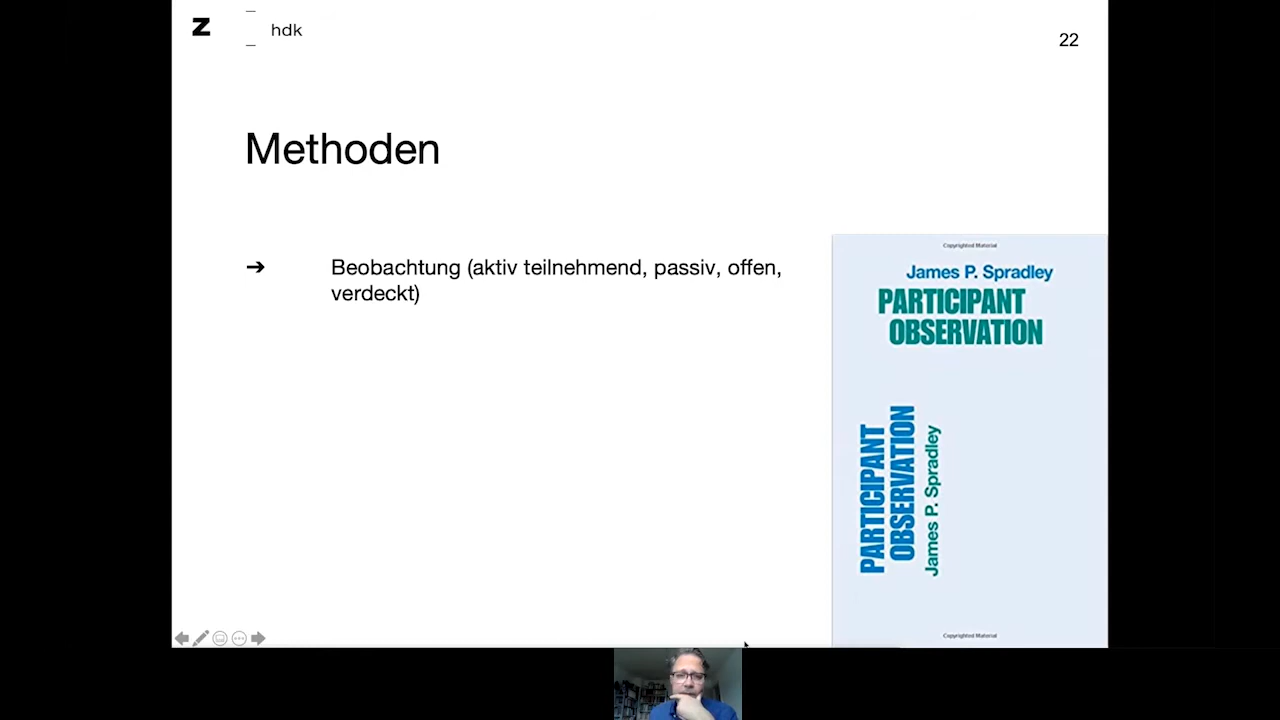 Z
hdk
22
Methoden
➔ Beobachtung (aktiv teilnehmend, passiv, offen,
verdeckt)
Copyrighted Material
James P. Spradley
PARTICIPANT
OBSERVATION
PARTICIPANT
OBSERVATION
James P. Spradley
Copyrighted Material